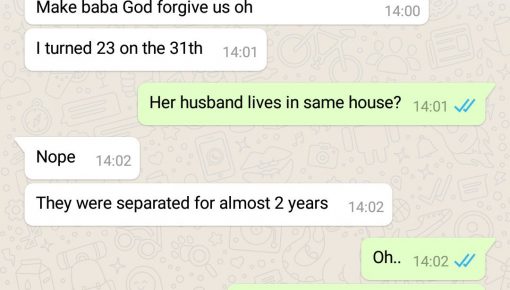 Make baba God forgive us oh
14:00
I turned 23 on the 31th
14:01
Her husband lives in same house?
14:01
Nope
14:02
They were separated for almost 2 years
14:02
Oh..
14:02